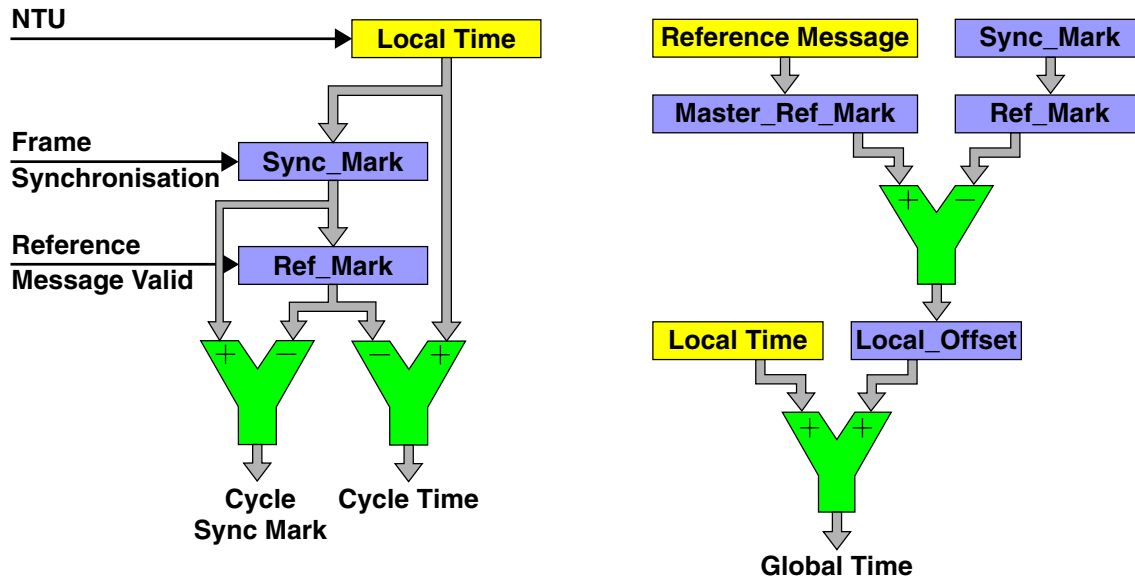 NTU
Local Time
Frame
Synchronisation
Sync_Mark
Reference
Message Valid
Ref_Mark
+ −
− +
Cycle
Sync Mark
Cycle Time
Reference Message
Sync_Mark
Master_Ref_Mark
Ref_Mark
+ −
Local Time
Local_Offset
+ +
Global Time